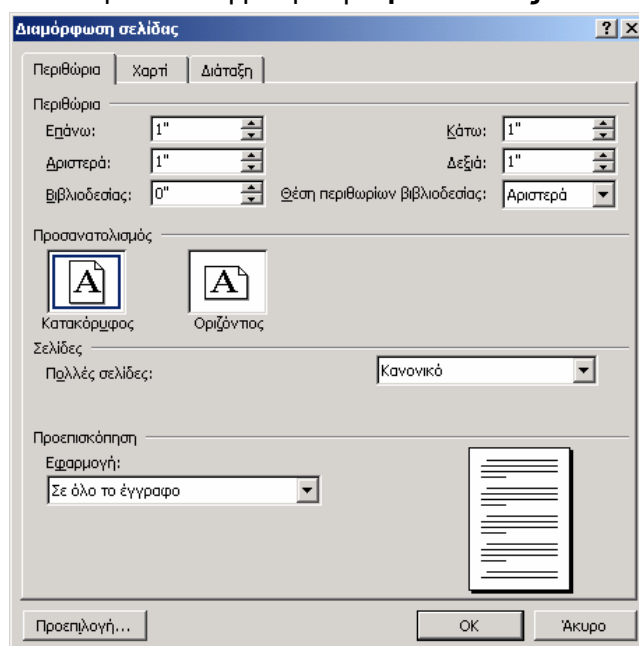 Διαμόρφωση σελίδας
Περιθώρια Χαρτί Διάταξη
Περιθώρια
Επάνω: 1" Κάτω: 1"
Αριστερά: 1" Δεξιά: 1"
Βιβλιοδεσίας: 0" Θέση περιθωρίων βιβλιοδεσίας: Αριστερά
Προσανατολισμός
A A
Κατακόρυφος Οριζόντιος
Σελίδες
Πολλές σελίδες: Κανονικό
Προεπισκόπηση
Εφαρμογή:
Σε όλο το έγγραφο
Προεπιλογή... OK Άκυρο